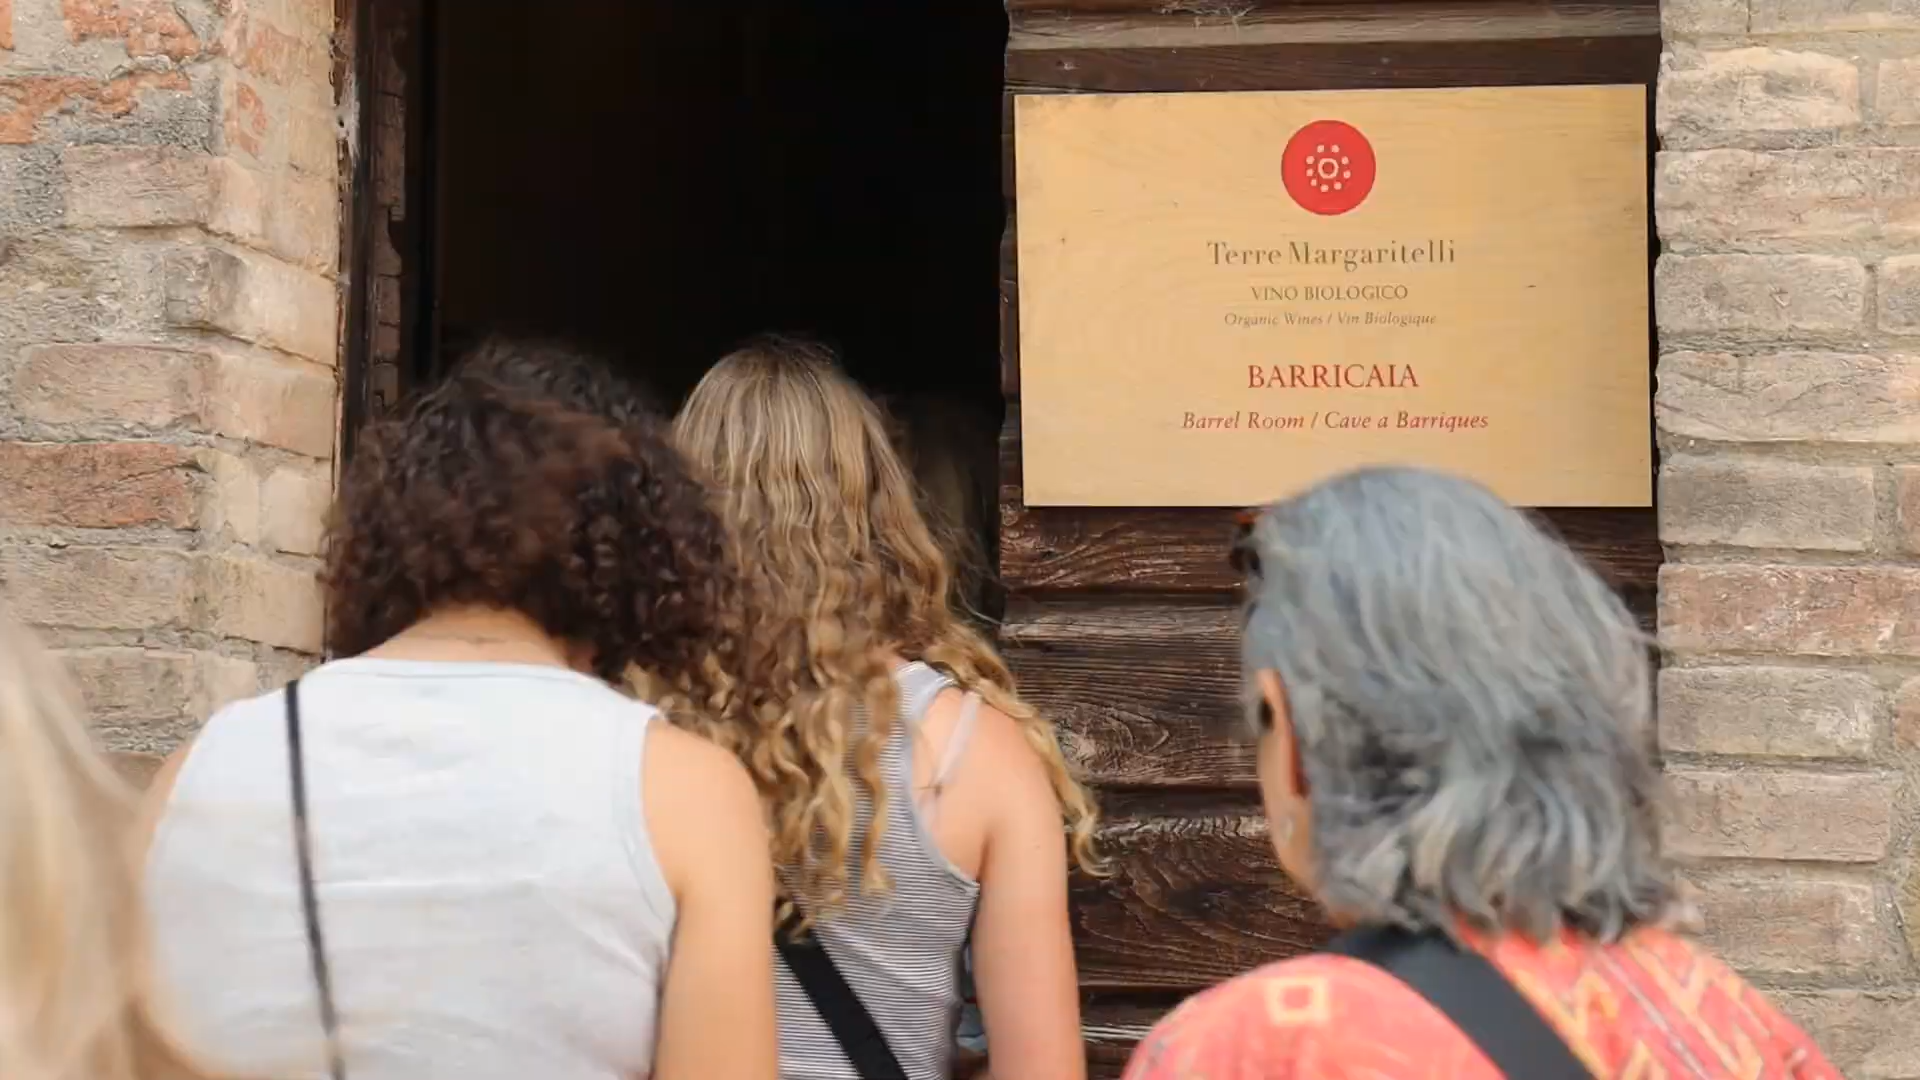 Terre Margaritelli
VINO BIOLOGICO
Organic Wines / Vin Biologique
BARRICAIA
Barrel Room / Cave a Barriques